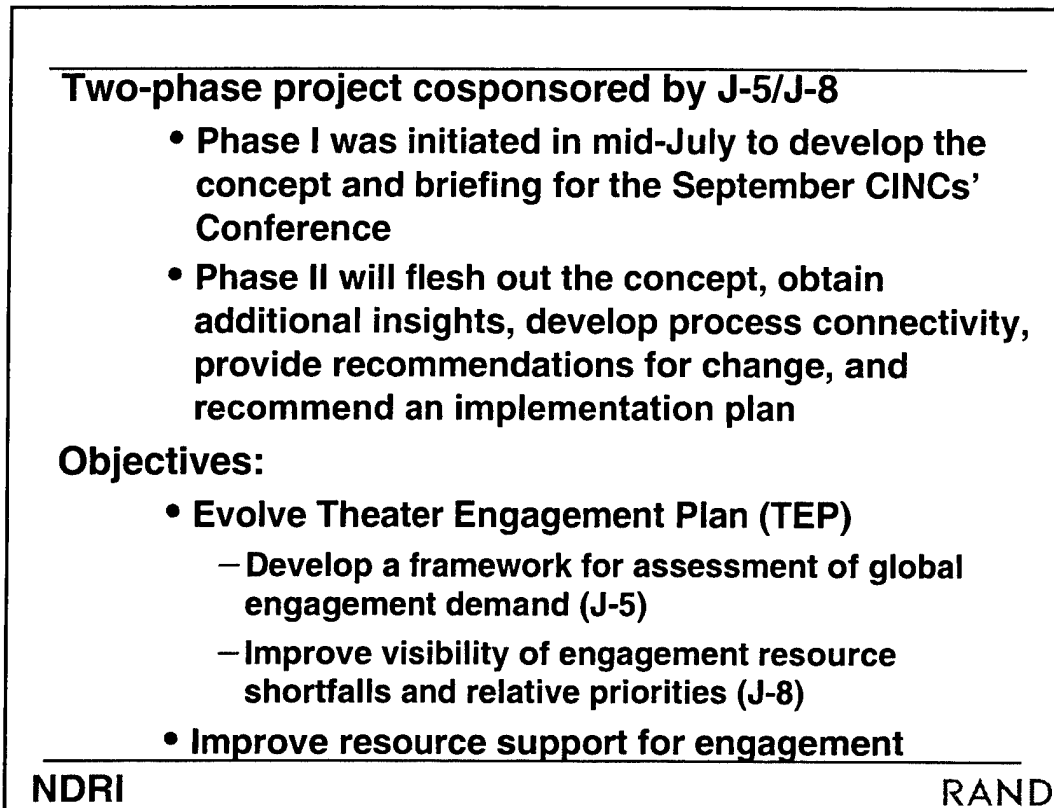 Two-phase project cosponsored by J-5/J-8
• Phase I was initiated in mid-July to develop the
concept and briefing for the September CINCs'
Conference
• Phase II will flesh out the concept, obtain
additional insights, develop process connectivity,
provide recommendations for change, and
recommend an implementation plan
Objectives:
• Evolve Theater Engagement Plan (TEP)
– Develop a framework for assessment of global
engagement demand (J-5)
– Improve visibility of engagement resource
shortfalls and relative priorities (J-8)
• Improve resource support for engagement
NDRI RAND